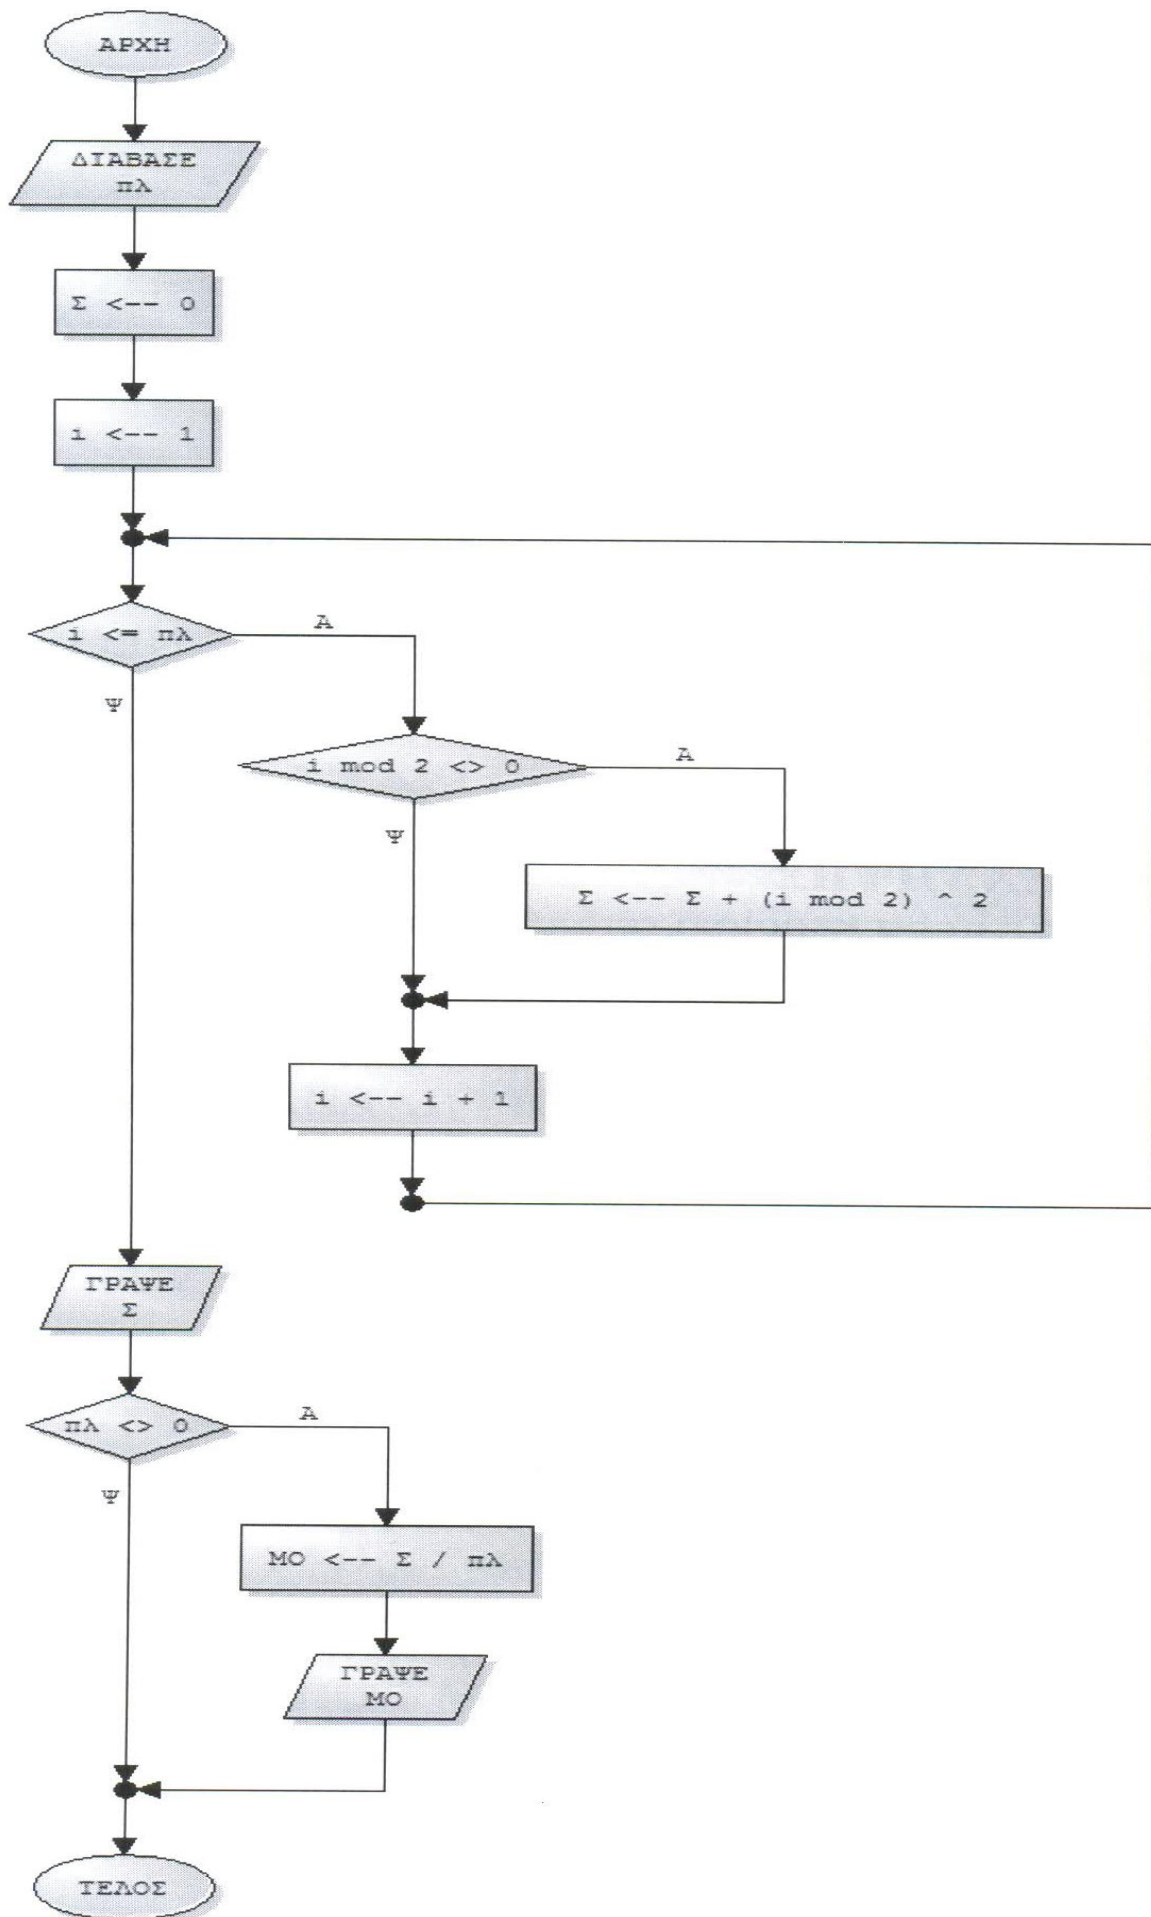 ΑΡΧΗ
ΔΙΑΒΑΣΕ
πλ
Σ <-- 0
i <-- 1
i <= πλ
Α
Ψ
i mod 2 <> 0
Α
Ψ
Σ <-- Σ + (i mod 2) ^ 2
i <-- i + 1
ΓΡΑΨΕ
Σ
πλ <> 0
Α
Ψ
ΜΟ <-- Σ / πλ
ΓΡΑΨΕ
ΜΟ
ΤΕΛΟΣ